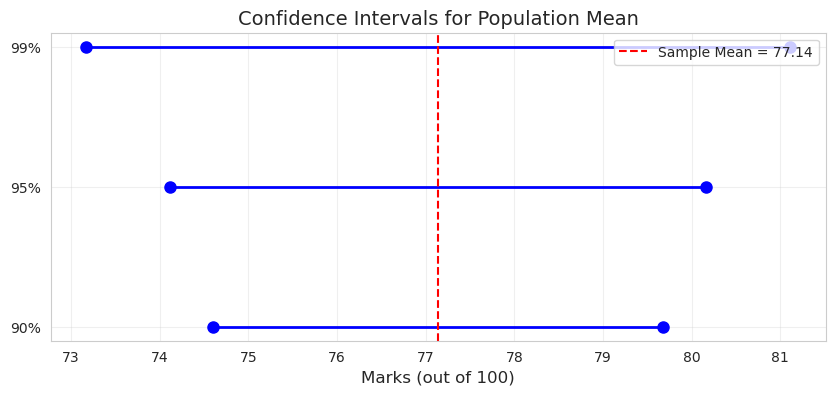 Confidence Intervals for Population Mean
99%
Sample Mean = 77.14
95%
90%
73 74 75 76 77 78 79 80 81
Marks (out of 100)